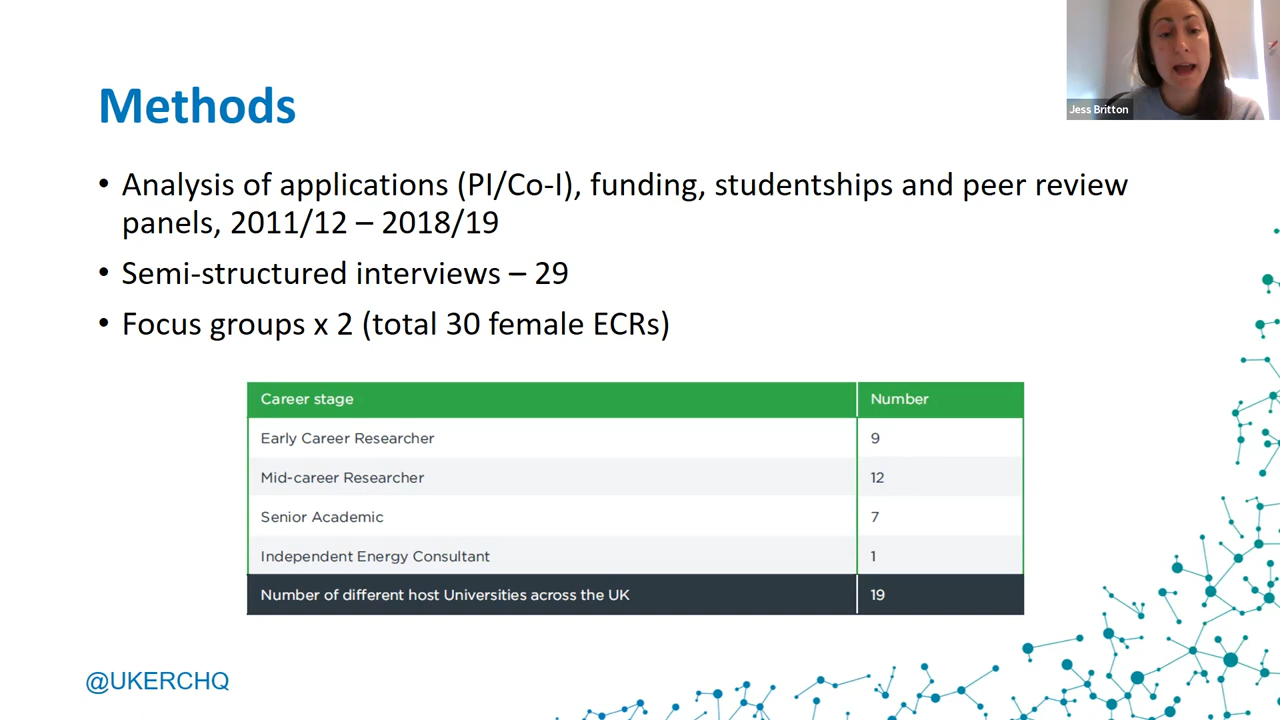 Jess Britton
Methods
• Analysis of applications (PI/Co-I), funding, studentships and peer review
panels, 2011/12 – 2018/19
• Semi-structured interviews – 29
• Focus groups x 2 (total 30 female ECRs)
Career stage Number
Early Career Researcher 9
Mid-career Researcher 12
Senior Academic 7
Independent Energy Consultant 1
Number of different host Universities across the UK 19
@UKERCHQ